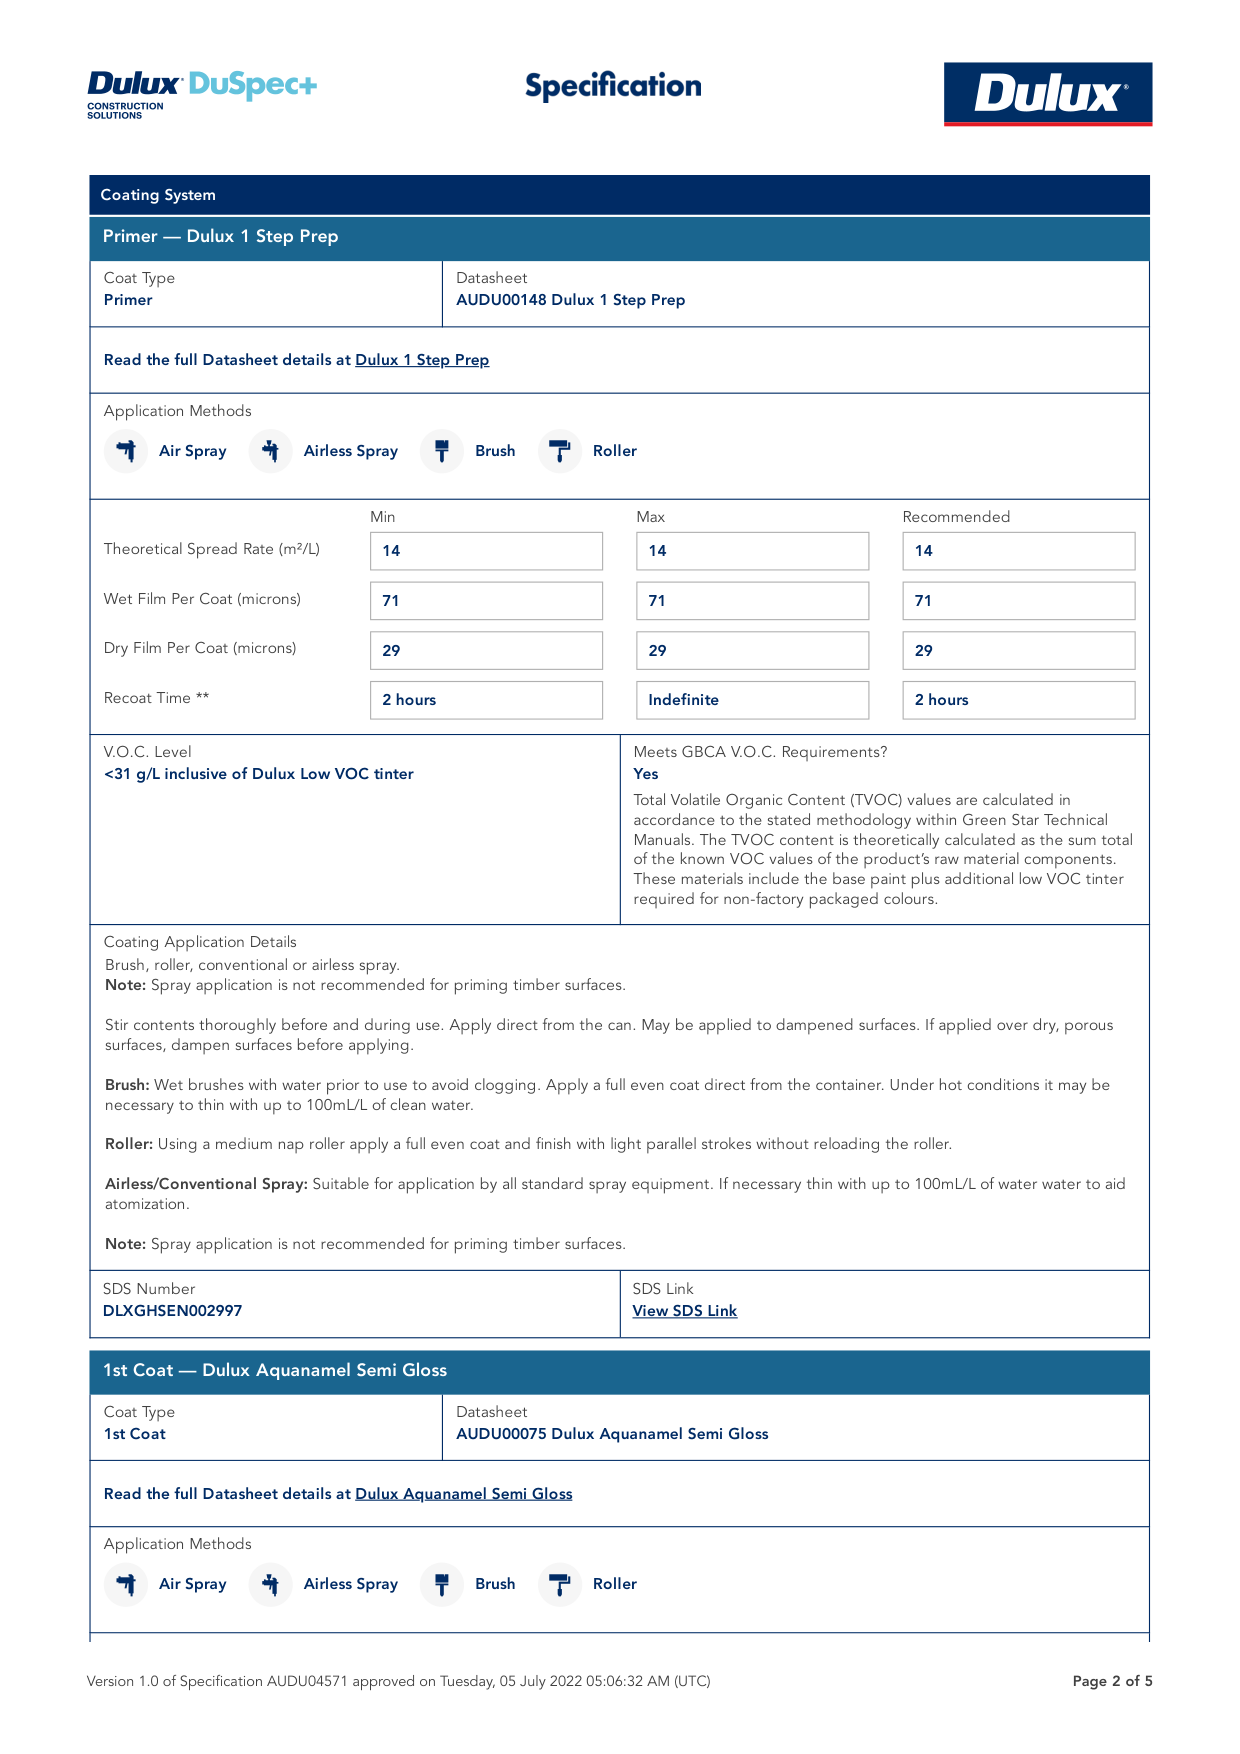 Dulux DuSpec+
CONSTRUCTION
SOLUTIONS
Specification
Dulux®
Coating System
Primer — Dulux 1 Step Prep
Coat Type
Primer
Datasheet
AUDU00148 Dulux 1 Step Prep
Read the full Datasheet details at Dulux 1 Step Prep
Application Methods
Air Spray Airless Spray Brush Roller
Min Max Recommended
Theoretical Spread Rate (m²/L) 14 14 14
Wet Film Per Coat (microns) 71 71 71
Dry Film Per Coat (microns) 29 29 29
Recoat Time ** 2 hours Indefinite 2 hours
V.O.C. Level
<31 g/L inclusive of Dulux Low VOC tinter
Meets GBCA V.O.C. Requirements?
Yes
Total Volatile Organic Content (TVOC) values are calculated in
accordance to the stated methodology within Green Star Technical
Manuals. The TVOC content is theoretically calculated as the sum total
of the known VOC values of the product's raw material components.
These materials include the base paint plus additional low VOC tinter
required for non-factory packaged colours.
Coating Application Details
Brush, roller, conventional or airless spray.
Note: Spray application is not recommended for priming timber surfaces.
Stir contents thoroughly before and during use. Apply direct from the can. May be applied to dampened surfaces. If applied over dry, porous
surfaces, dampen surfaces before applying.
Brush: Wet brushes with water prior to use to avoid clogging. Apply a full even coat direct from the container. Under hot conditions it may be
necessary to thin with up to 100mL/L of clean water.
Roller: Using a medium nap roller apply a full even coat and finish with light parallel strokes without reloading the roller.
Airless/Conventional Spray: Suitable for application by all standard spray equipment. If necessary thin with up to 100mL/L of water water to aid
atomization.
Note: Spray application is not recommended for priming timber surfaces.
SDS Number
DLXGHSEN002997
SDS Link
View SDS Link
1st Coat — Dulux Aquanamel Semi Gloss
Coat Type
1st Coat
Datasheet
AUDU00075 Dulux Aquanamel Semi Gloss
Read the full Datasheet details at Dulux Aquanamel Semi Gloss
Application Methods
Air Spray Airless Spray Brush Roller
Version 1.0 of Specification AUDU04571 approved on Tuesday, 05 July 2022 05:06:32 AM (UTC)
Page 2 of 5